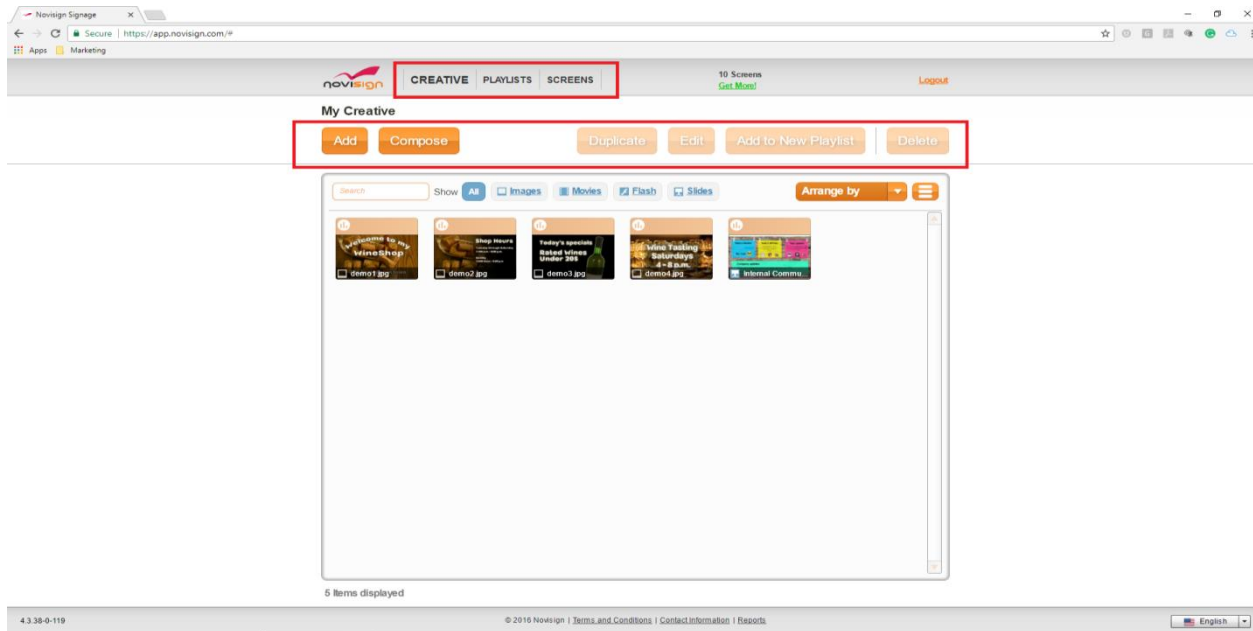 Novisign Signage
Secure | https://app.novisign.com/#
Apps Marketing
novisign CREATIVE PLAYLISTS SCREENS 10 Screens Logout
Get More!
My Creative
Add Compose Duplicate Edit Add to New Playlist Delete
Search Show All Images Movies Flash Slides Arrange by
Welcome to my WineShop
demo1.jpg
Shop Hours
demo2.jpg
Today's specials
Rated Wines
Under 20$
demo3.jpg
Wine Tasting
Saturdays
4-8 p.m.
demo4.jpg
Internal Commu...
5 Items displayed
4.3.38-0-119 © 2016 Novisign | Terms and Conditions | Contact Information | Reports English